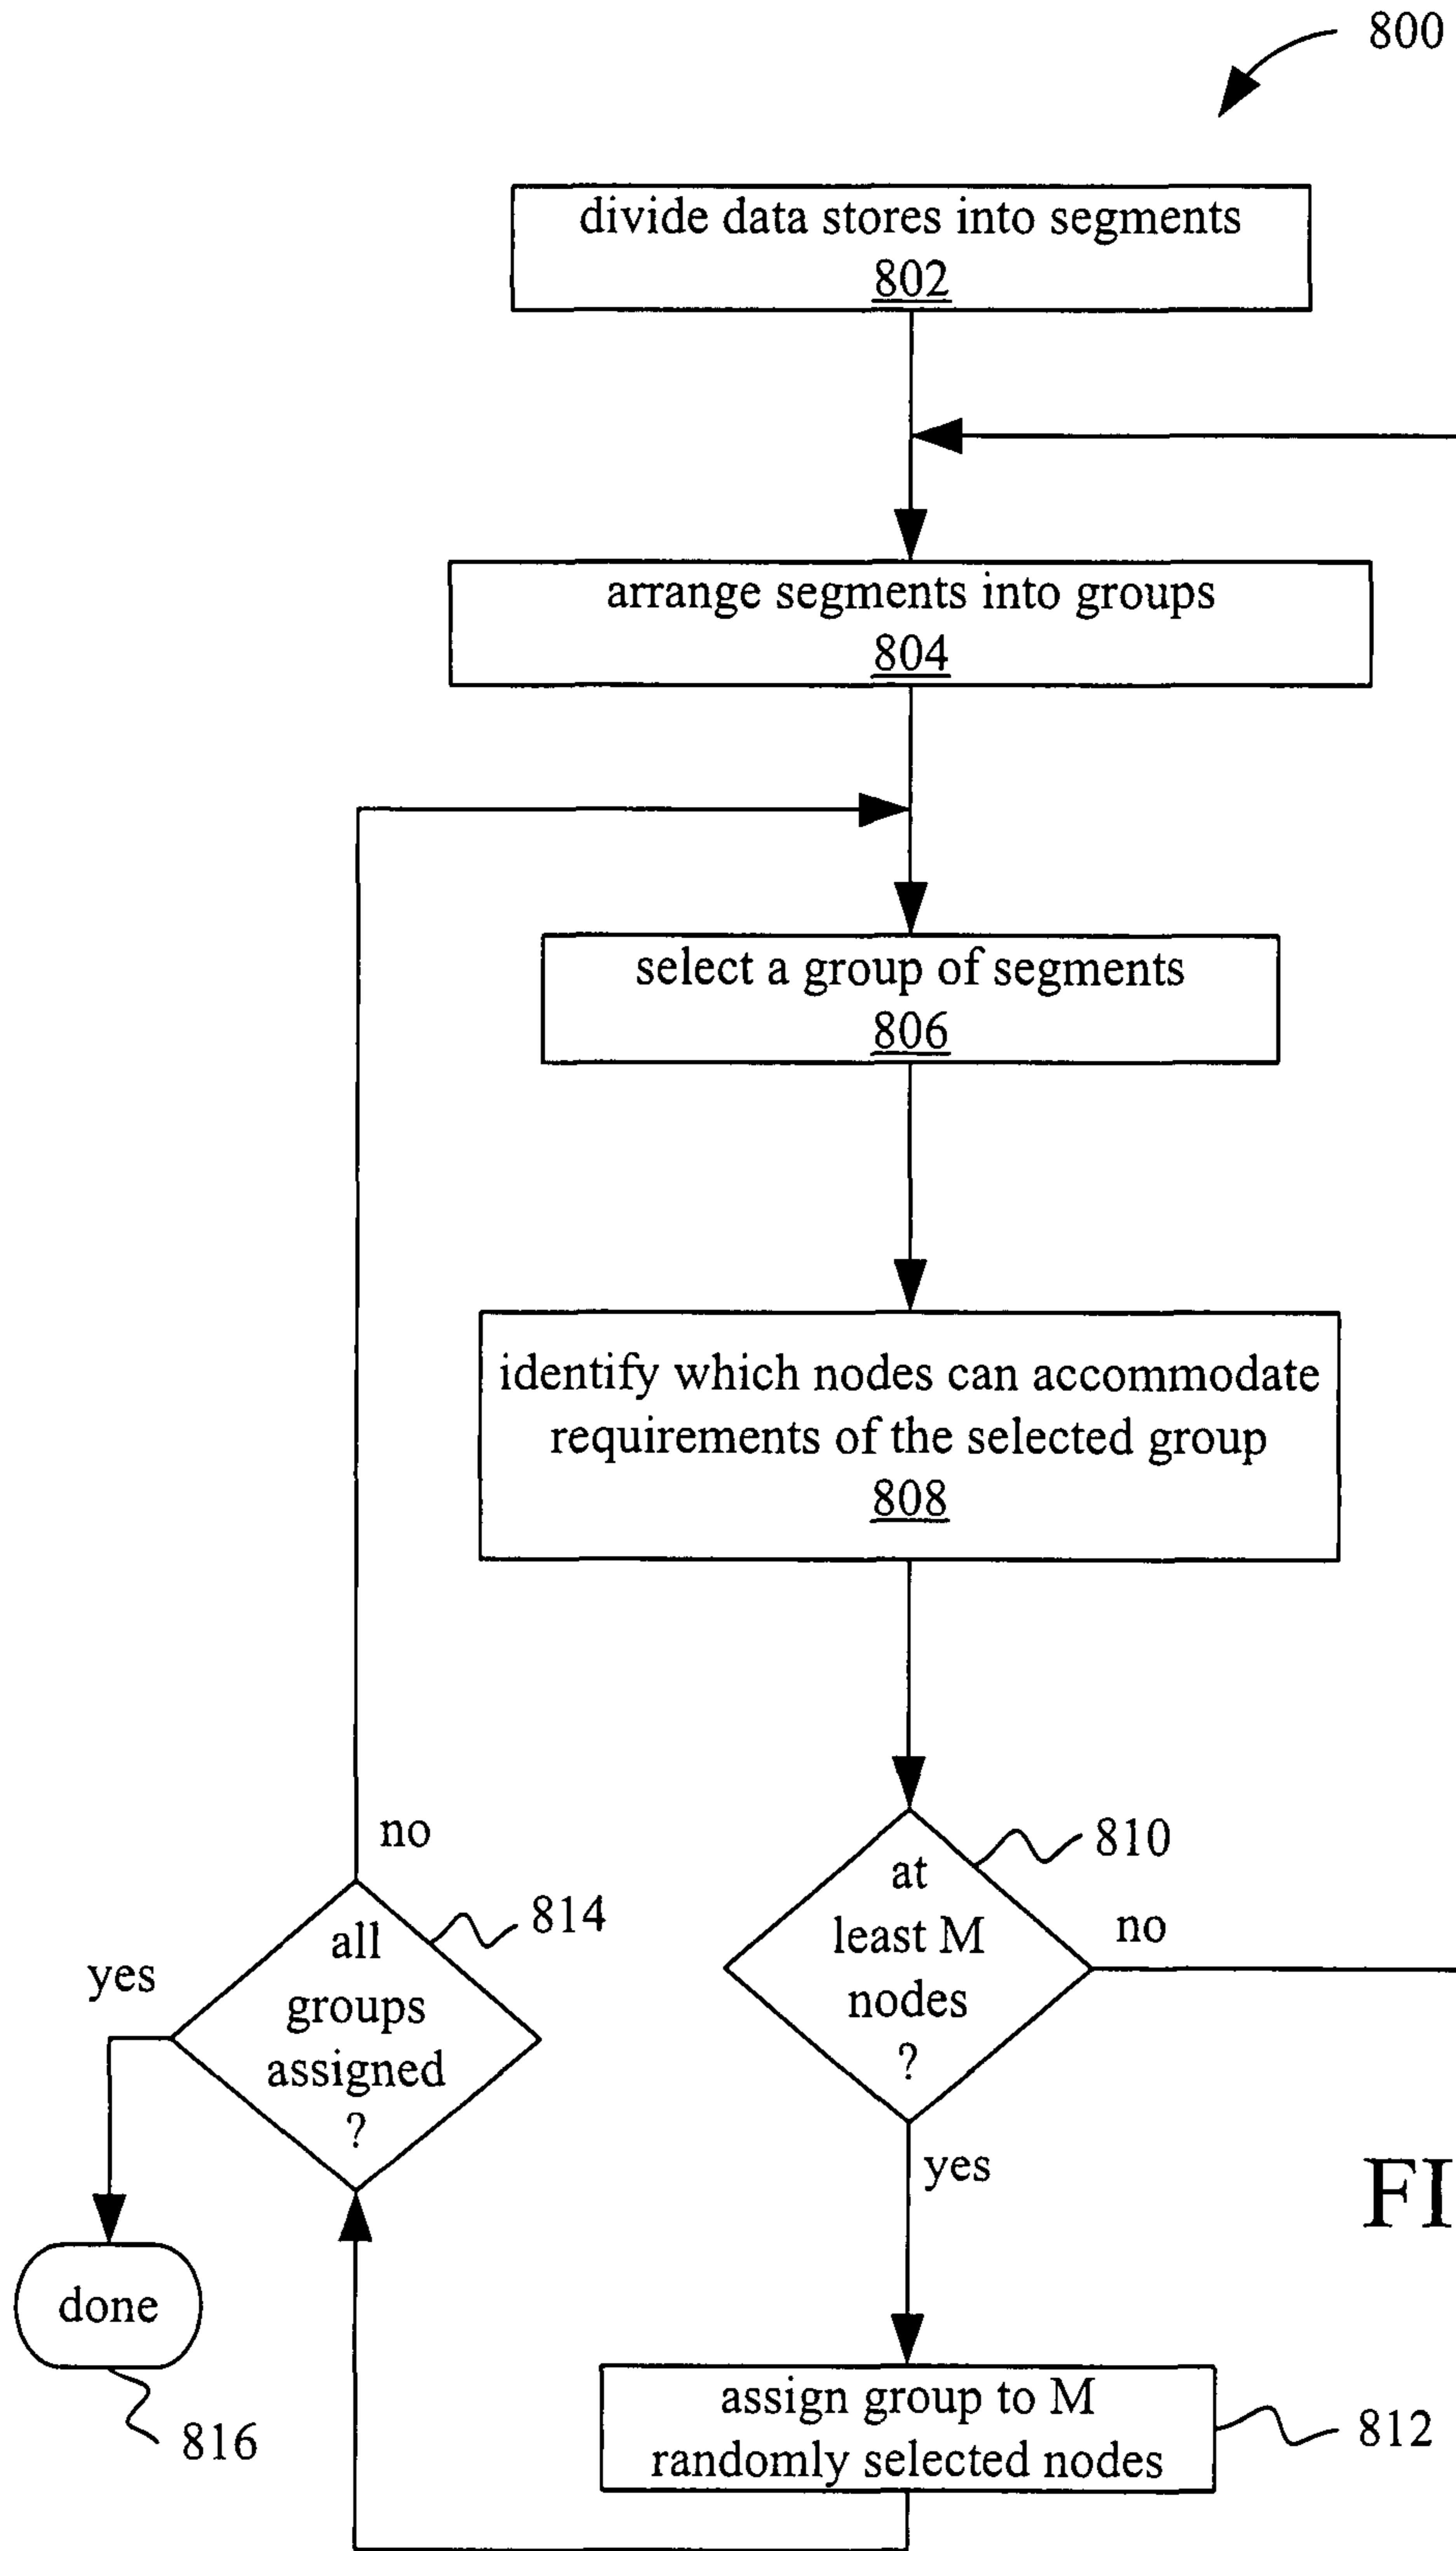 800
divide data stores into segments
802
arrange segments into groups
804
select a group of segments
806
identify which nodes can accommodate
requirements of the selected group
808
810
at
least M
nodes
?
no
yes
no
814
all
groups
assigned
?
yes
done
816
assign group to M
randomly selected nodes
812
FI